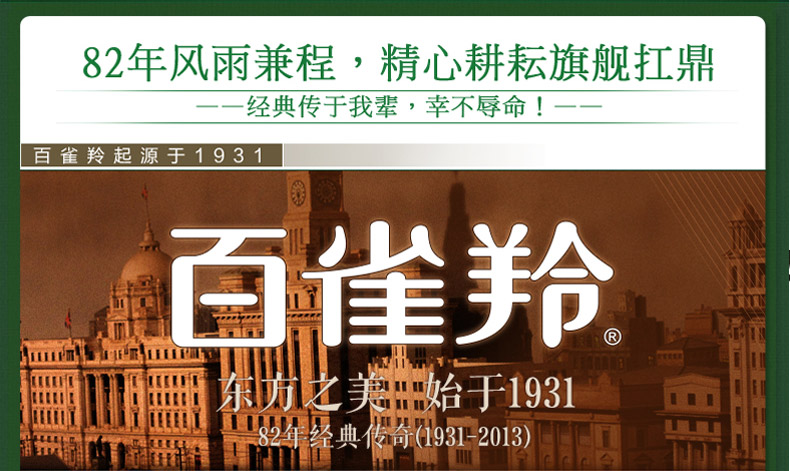 82年风雨兼程，精心耕耘旗舰扛鼎
——经典传于我辈，幸不辱命！——
百雀羚起源于1931
百雀羚®
东方之美 始于1931
82年经典传奇(1931-2013)